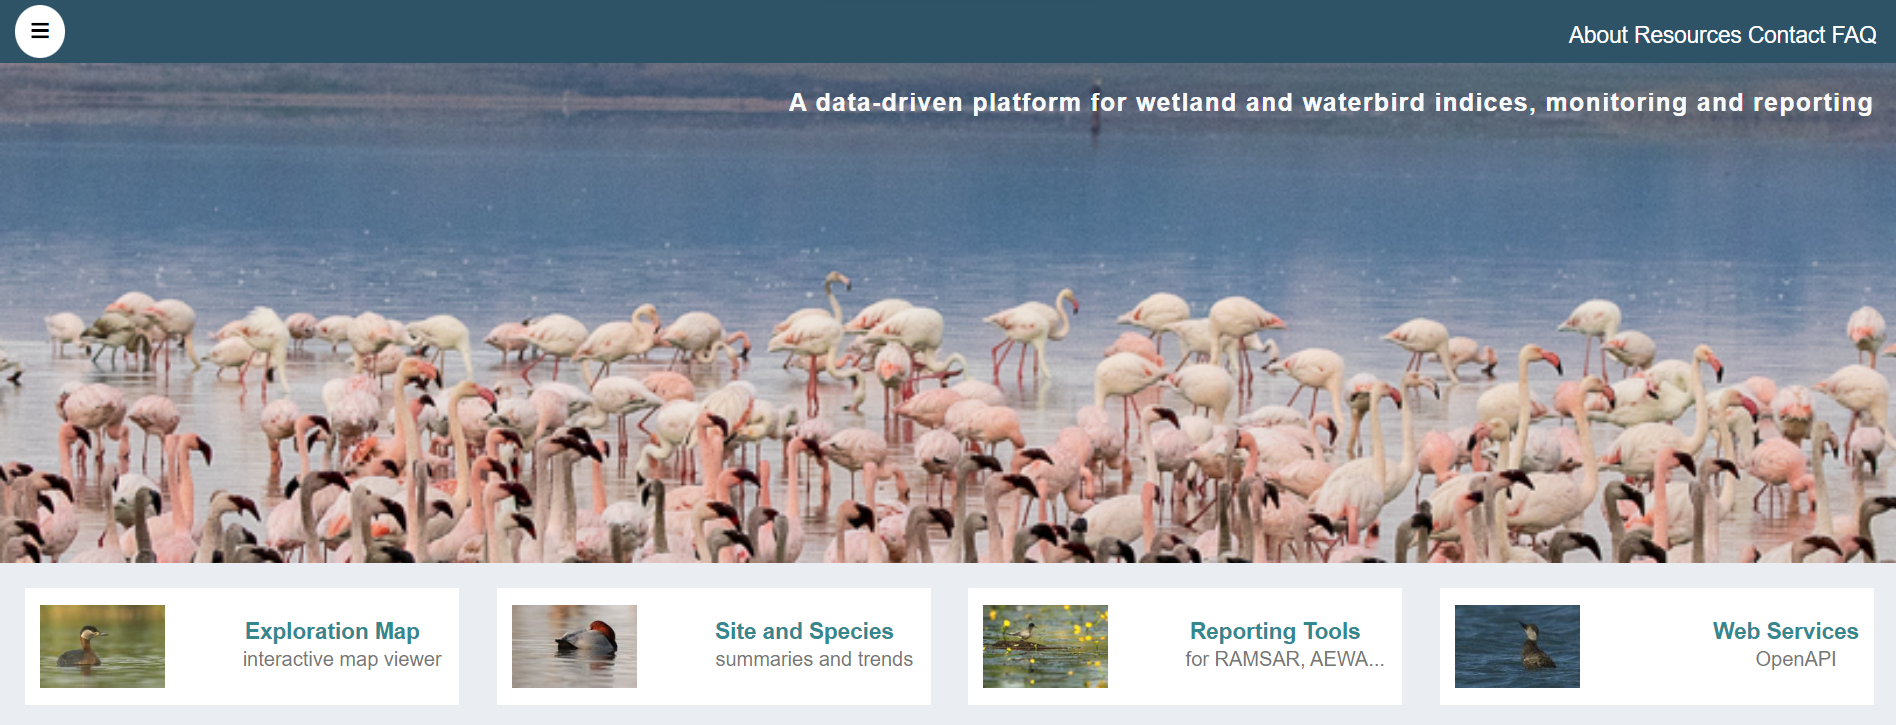 About Resources Contact FAQ
A data-driven platform for wetland and waterbird indices, monitoring and reporting
Exploration Map
interactive map viewer
Site and Species
summaries and trends
Reporting Tools
for RAMSAR, AEWA...
Web Services
OpenAPI